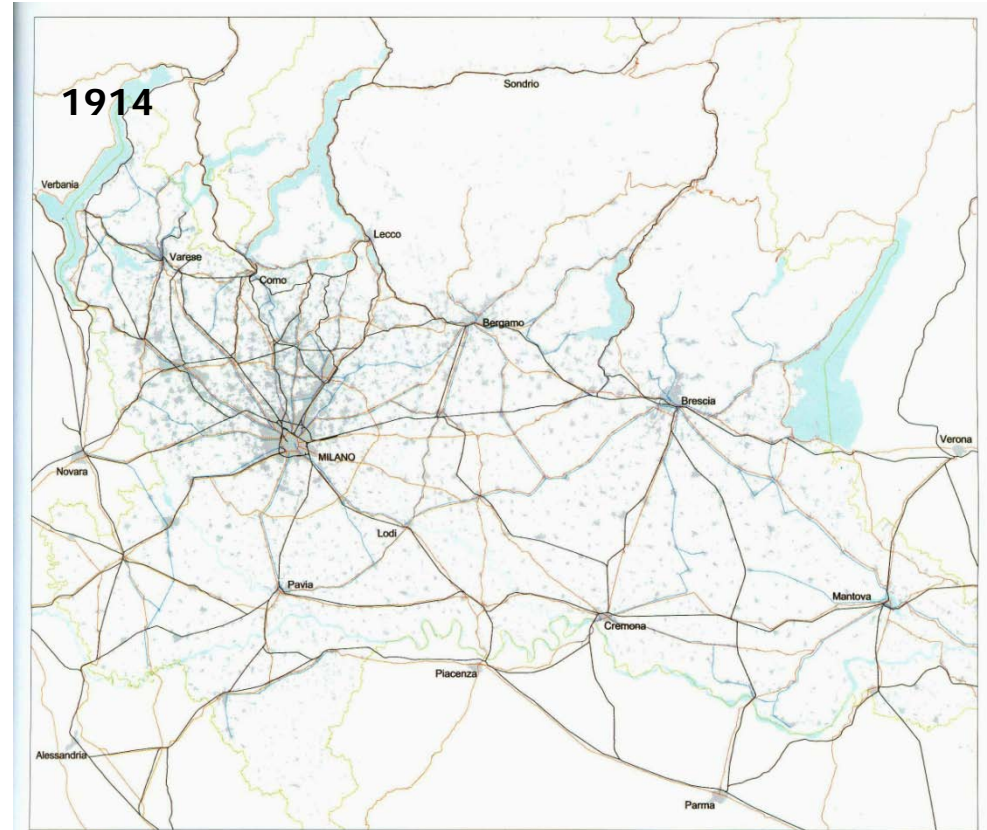 Sondrio
1914
Verbania
Lecco
Varese
Como
Bergamo
Brescia
Verona
MILANO
Novara
Lodi
Pavia
Mantova
Cremona
Piacenza
Alessandria
Parma